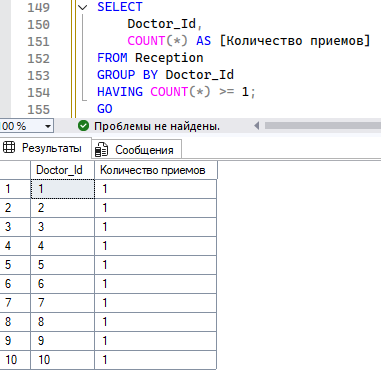 149 SELECT
150 Doctor_Id,
151 COUNT(*) AS [Количество приемов]
152 FROM Reception
153 GROUP BY Doctor_Id
154 HAVING COUNT(*) >= 1;
155 GO
00 % Проблемы не найдены.
Результаты Сообщения
Doctor_Id Количество приемов
1 1 1
2 2 1
3 3 1
4 4 1
5 5 1
6 6 1
7 7 1
8 8 1
9 9 1
10 10 1